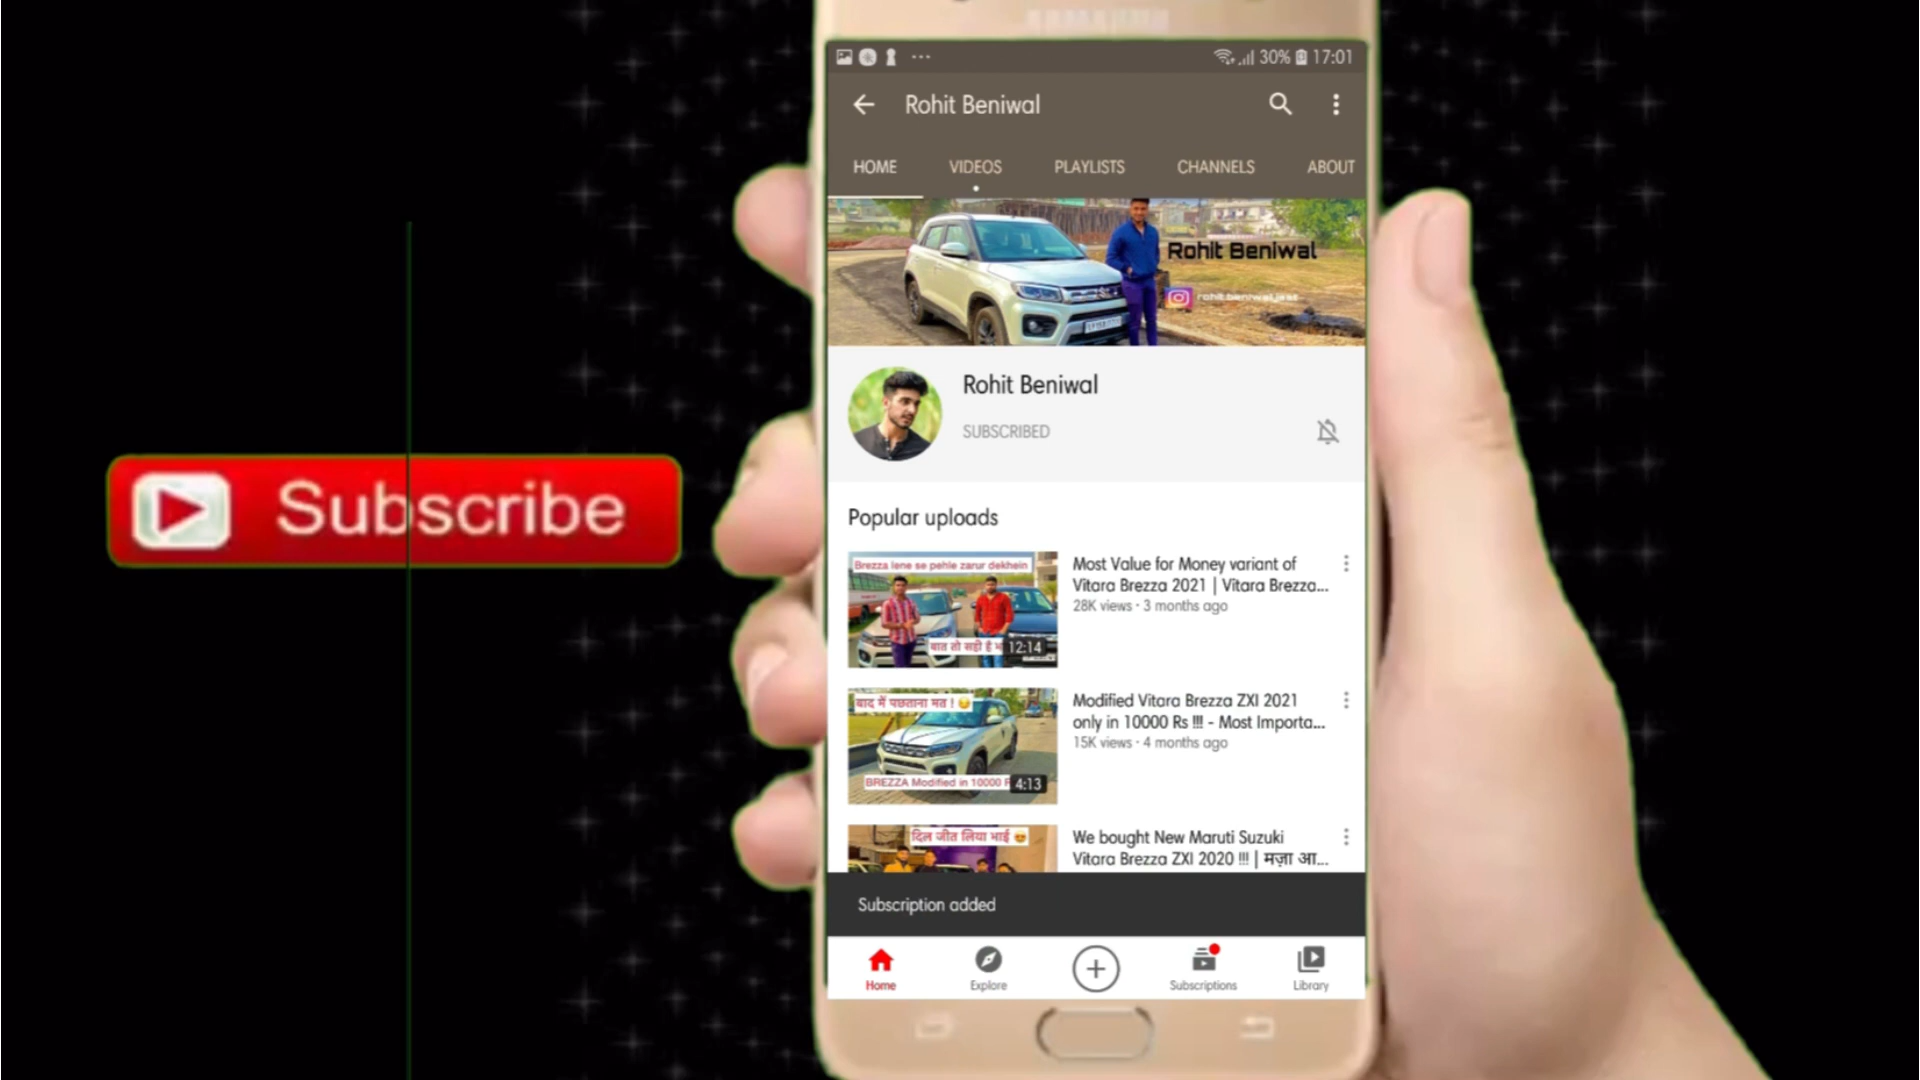 30% 17:01
Rohit Beniwal
HOME VIDEOS PLAYLISTS CHANNELS ABOUT
Rohit Beniwal
Rohit Beniwal
SUBSCRIBED
Subscribe
Popular uploads
Brezza lene se pehle zarur dekhein
बात तो सही है
12:14
Most Value for Money variant of
Vitara Brezza 2021 | Vitara Brezza...
28K views · 3 months ago
बाद में पछताना मत !
BREZZA Modified in 10000
4:13
Modified Vitara Brezza ZXI 2021
only in 10000 Rs !!! - Most Importa...
15K views · 4 months ago
दिल जीत लिया भाई
We bought New Maruti Suzuki
Vitara Brezza ZXI 2020 !!! | मज़ा आ...
Subscription added
Home Explore Subscriptions Library